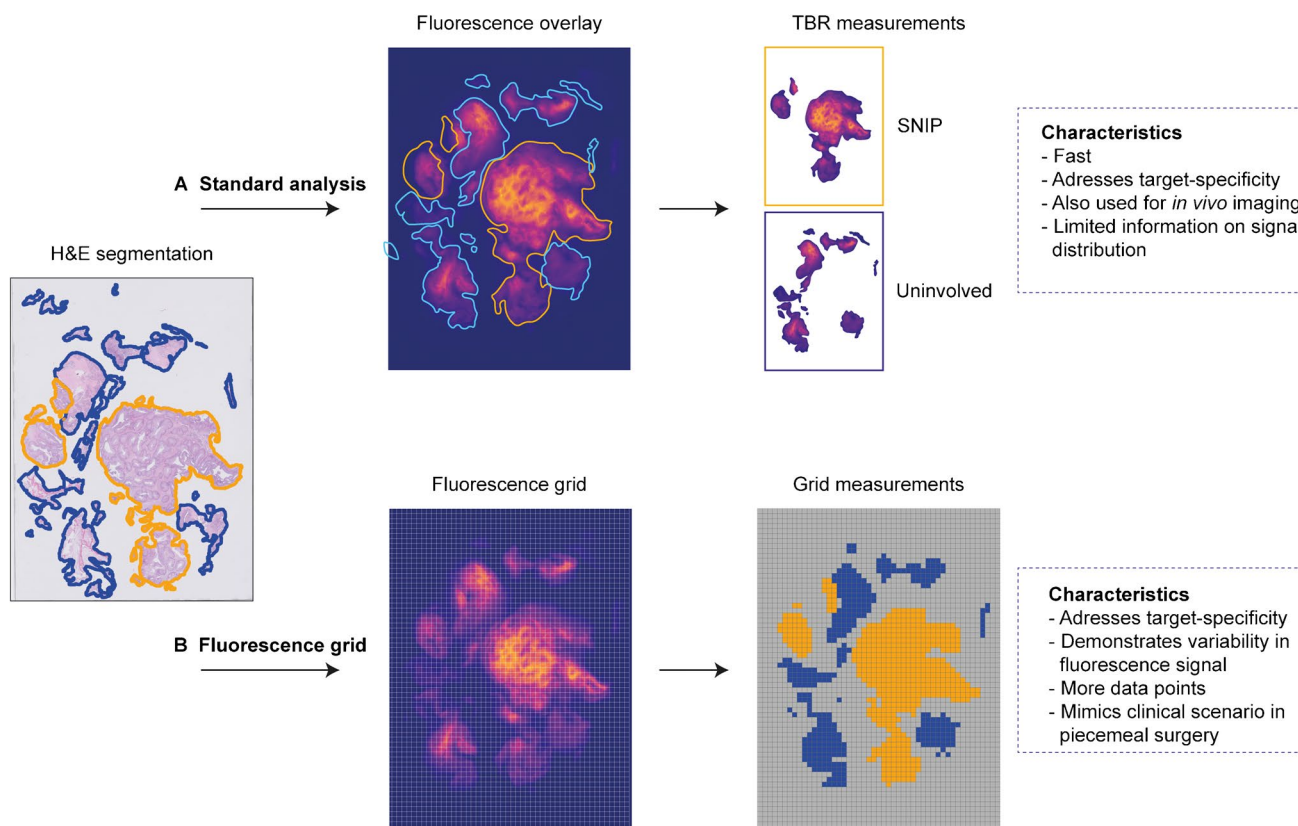 Fluorescence overlay
TBR measurements
SNIP
Uninvolved
A Standard analysis
H&E segmentation
Characteristics
- Fast
- Adresses target-specificity
- Also used for in vivo imaging
- Limited information on signa
distribution
Fluorescence grid
Grid measurements
B Fluorescence grid
Characteristics
- Adresses target-specificity
- Demonstrates variability in
fluorescence signal
- More data points
- Mimics clinical scenario in
piecemeal surgery